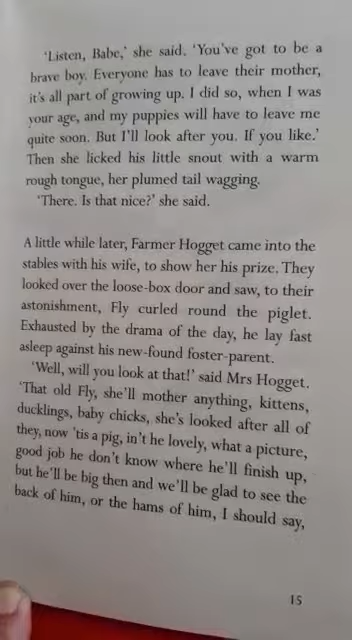 ‘Listen, Babe,’ she said. ‘You’ve got to be a
brave boy. Everyone has to leave their mother,
it’s all part of growing up. I did so, when I was
your age, and my puppies will have to leave me
quite soon. But I’ll look after you. If you like.’
Then she licked his little snout with a warm
rough tongue, her plumed tail wagging.
‘There. Is that nice?’ she said.
A little while later, Farmer Hogget came into the
stables with his wife, to show her his prize. They
looked over the loose-box door and saw, to their
astonishment, Fly curled round the piglet.
Exhausted by the drama of the day, he lay fast
asleep against his new-found foster-parent.
‘Well, will you look at that!’ said Mrs Hogget.
‘That old Fly, she’ll mother anything, kittens,
ducklings, baby chicks, she’s looked after all of
they, now ’tis a pig, in’t he lovely, what a picture,
good job he don’t know where he’ll finish up,
but he’ll be big then and we’ll be glad to see the
back of him, or the hams of him, I should say,
15